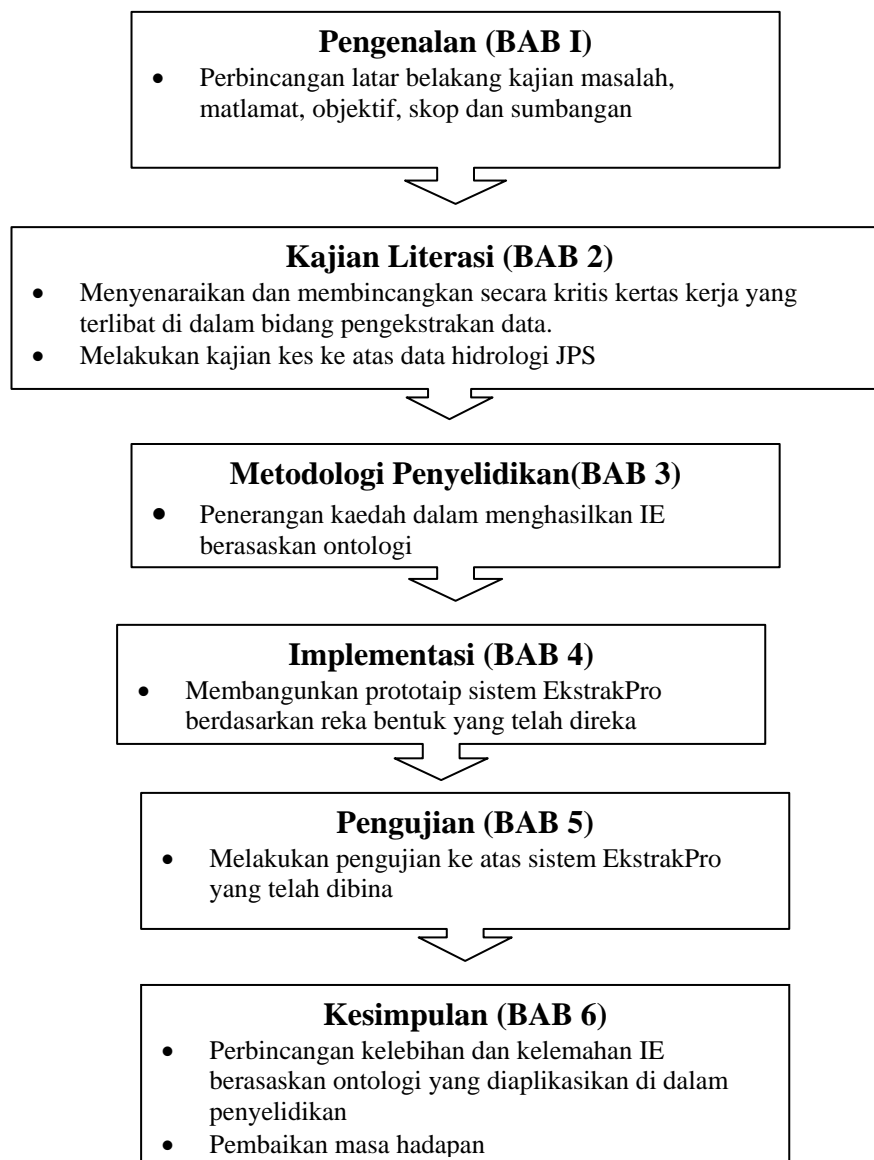 Pengenalan (BAB I)
• Perbincangan latar belakang kajian masalah,
matlamat, objektif, skop dan sumbangan
Kajian Literasi (BAB 2)
• Menyenaraikan dan membincangkan secara kritis kertas kerja yang
terlibat di dalam bidang pengekstrakan data.
• Melakukan kajian kes ke atas data hidrologi JPS
Metodologi Penyelidikan(BAB 3)
• Penerangan kaedah dalam menghasilkan IE
berasaskan ontologi
Implementasi (BAB 4)
• Membangunkan prototaip sistem EkstrakPro
berdasarkan reka bentuk yang telah direka
Pengujian (BAB 5)
• Melakukan pengujian ke atas sistem EkstrakPro
yang telah dibina
Kesimpulan (BAB 6)
• Perbincangan kelebihan dan kelemahan IE
berasaskan ontologi yang diaplikasikan di dalam
penyelidikan
• Pembaikan masa hadapan